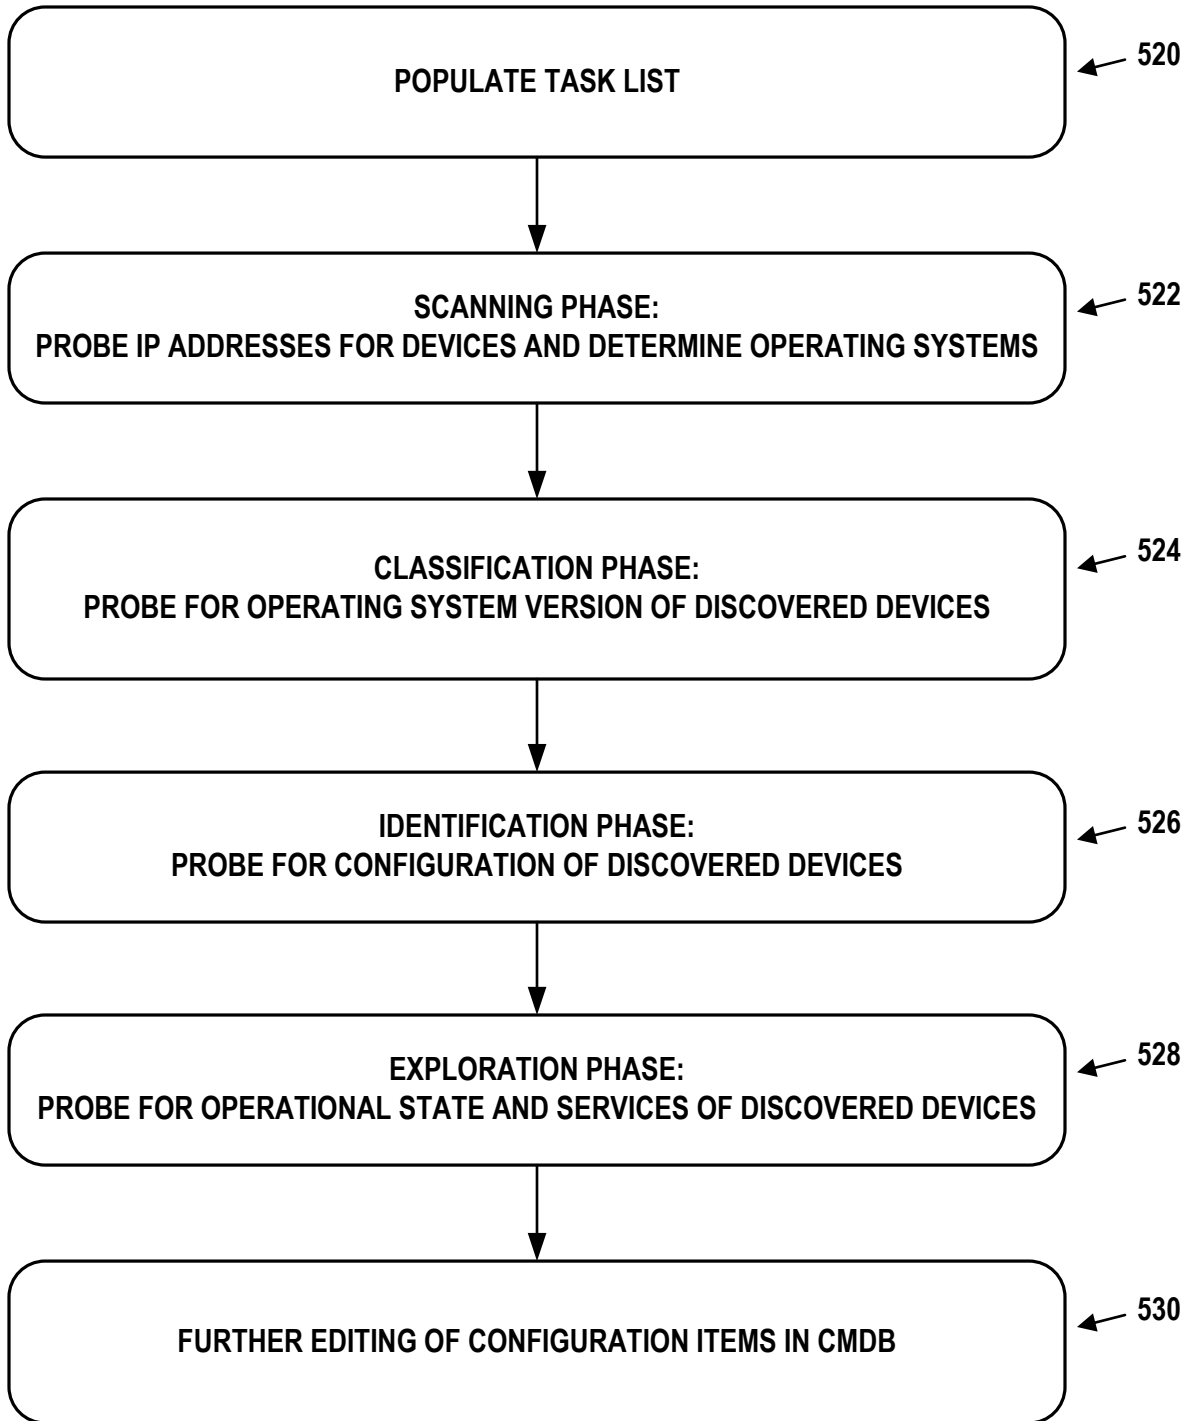 POPULATE TASK LIST
520
SCANNING PHASE:
PROBE IP ADDRESSES FOR DEVICES AND DETERMINE OPERATING SYSTEMS
522
CLASSIFICATION PHASE:
PROBE FOR OPERATING SYSTEM VERSION OF DISCOVERED DEVICES
524
IDENTIFICATION PHASE:
PROBE FOR CONFIGURATION OF DISCOVERED DEVICES
526
EXPLORATION PHASE:
PROBE FOR OPERATIONAL STATE AND SERVICES OF DISCOVERED DEVICES
528
FURTHER EDITING OF CONFIGURATION ITEMS IN CMDB
530